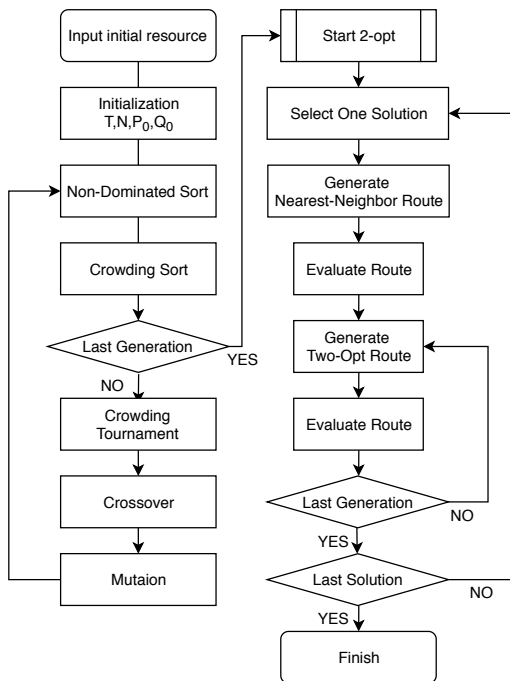 Input initial resource
Initialization
T,N,P0,Q0
Non-Dominated Sort
Crowding Sort
Last Generation
YES
NO
Crowding
Tournament
Crossover
Mutaion
Start 2-opt
Select One Solution
Generate
Nearest-Neighbor Route
Evaluate Route
Generate
Two-Opt Route
Evaluate Route
Last Generation
NO
YES
Last Solution
NO
YES
Finish